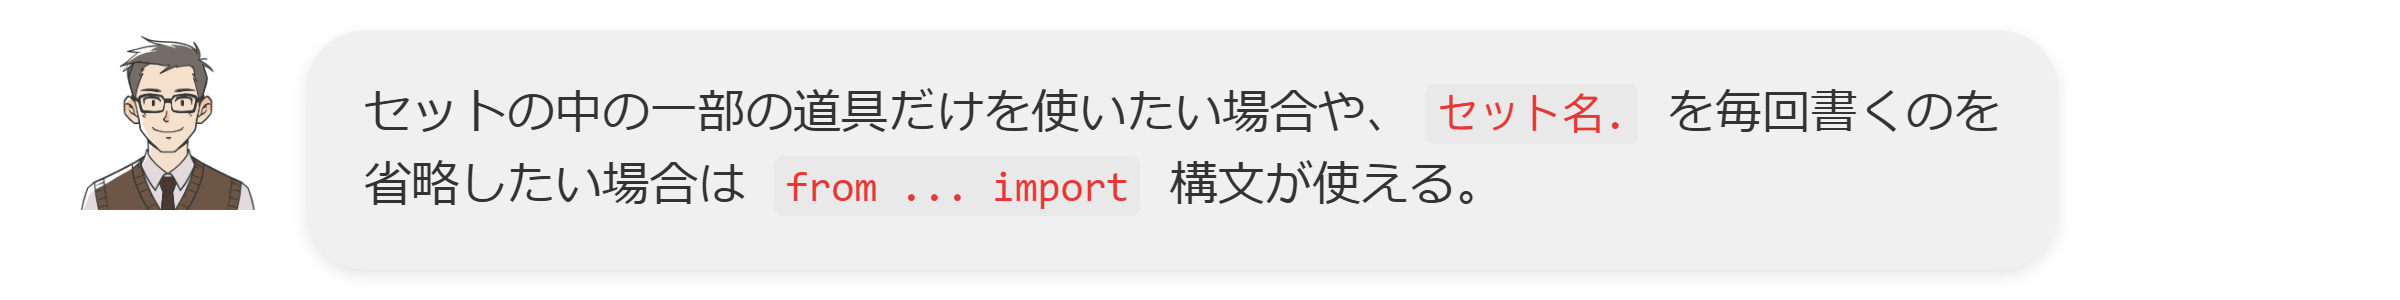 セットの中の一部の道具だけを使いたい場合や、 セット名. を毎回書くのを
省略したい場合は from ... import 構文が使える。